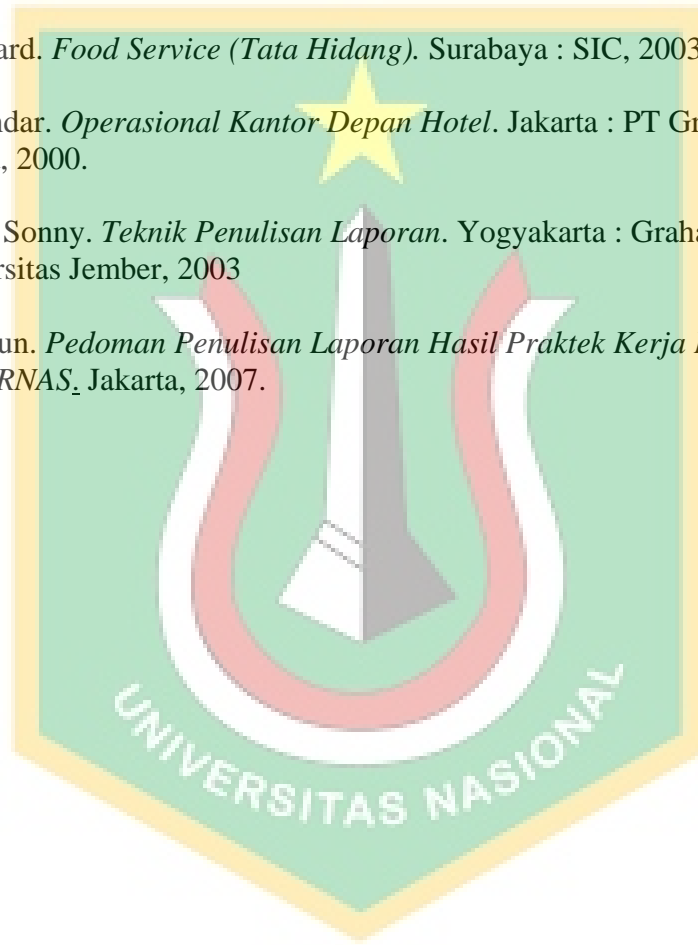 ard. Food Service (Tata Hidang). Surabaya : SIC, 2003
ndar. Operasional Kantor Depan Hotel. Jakarta : PT Gr
, 2000.
Sonny. Teknik Penulisan Laporan. Yogyakarta : Graha
rsitas Jember, 2003
un. Pedoman Penulisan Laporan Hasil Praktek Kerja
RNAS. Jakarta, 2007.
UNIVERSITAS NASIONAL